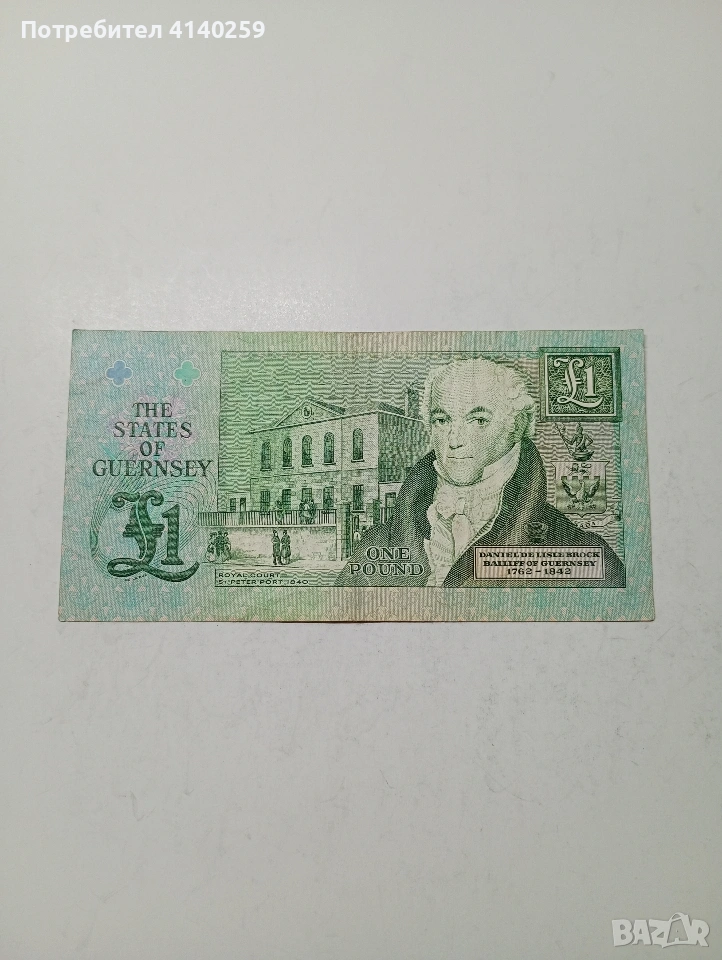 Потребител 4140259
THE
STATES
OF
GUERNSEY
£1
£1
ONE
POUND
ROYAL COURT
ST PETER PORT, 1840
DANIEL DE LISLE BROCK
BAILIFF OF GUERNSEY
1762 - 1842
BAZAR